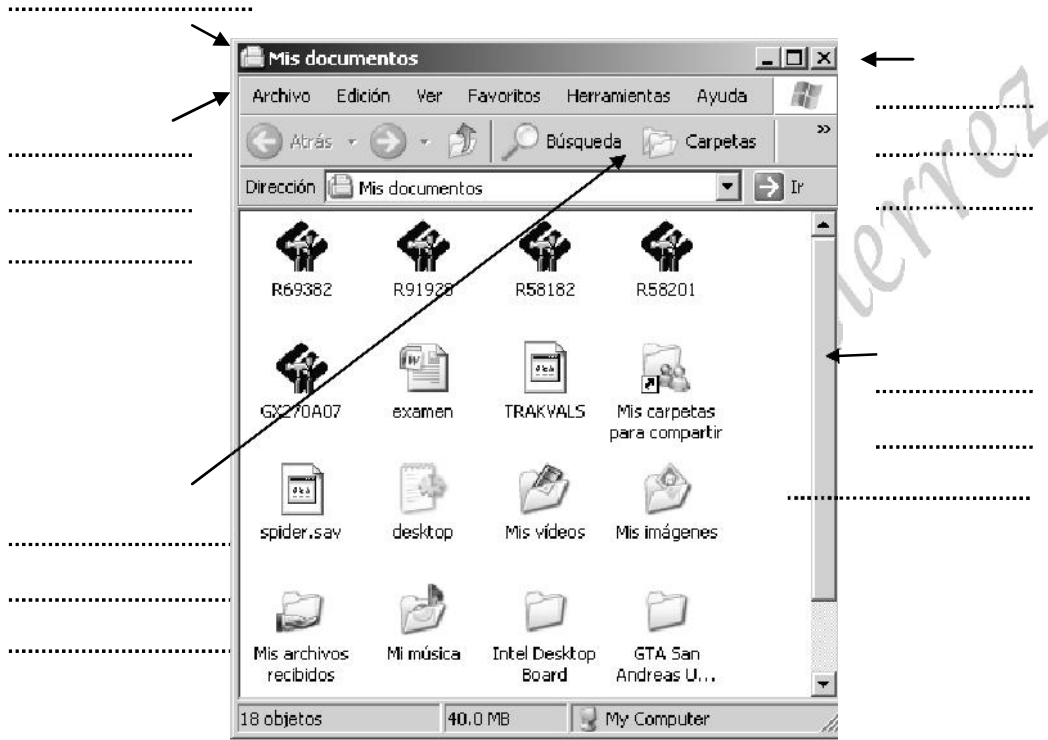 Mis documentos
Archivo Edición Ver Favoritos Herramientas Ayuda
Atrás Búsqueda Carpetas »
Dirección Mis documentos Ir
R69382 R91928 R58182 R58201
GX270A07 examen TRAKVALS Mis carpetas para compartir
spider.sav desktop Mis vídeos Mis imágenes
Mis archivos recibidos Mi música Intel Desktop Board GTA San Andreas U...
18 objetos 40.0 MB My Computer